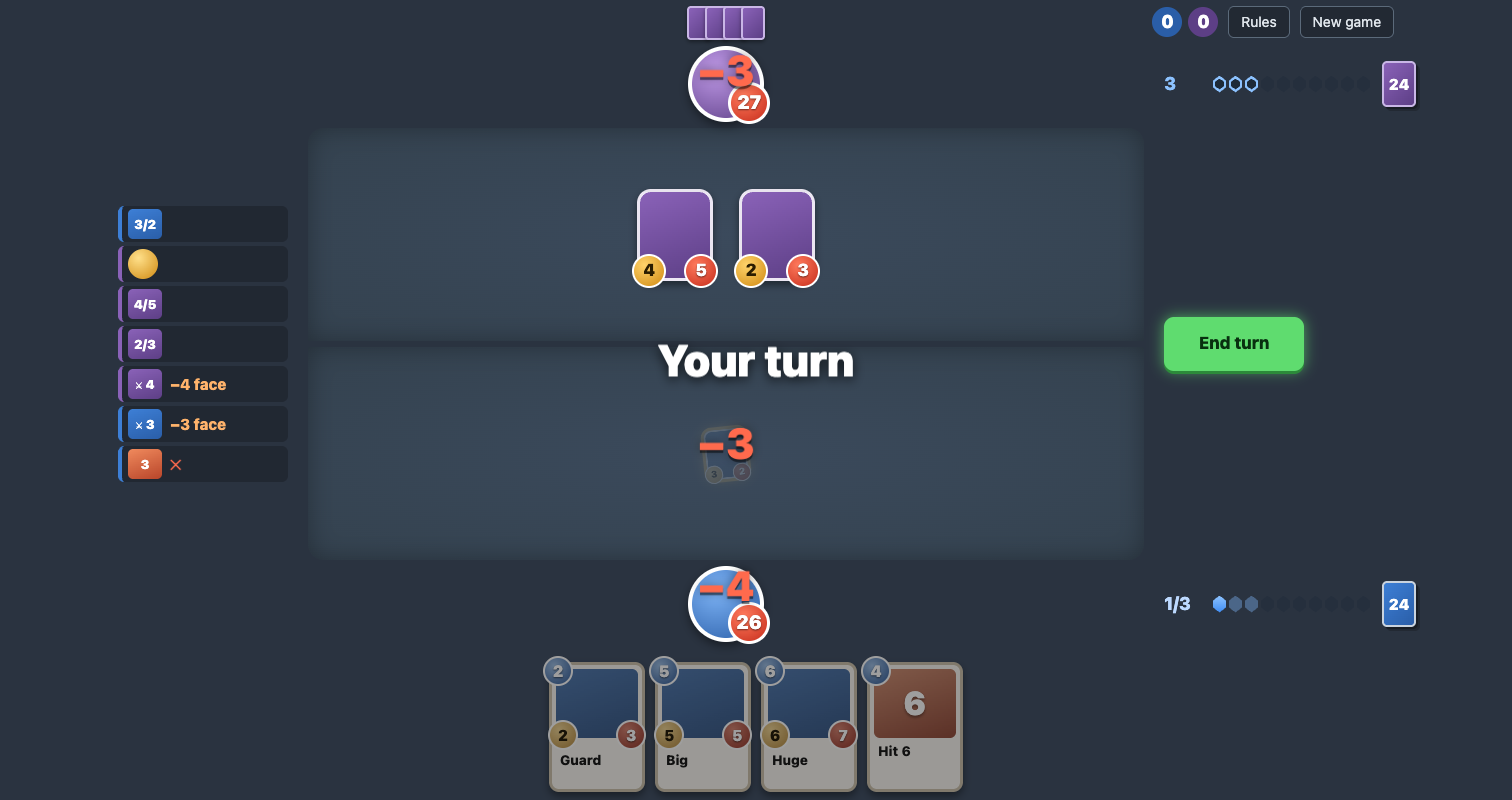 0 0 Rules New game
−3
27
3
24
4 5 2 3
3/2
4/5
2/3
⚔ 4 −4 face
⚔ 3 −3 face
3 ✕
Your turn
End turn
−3
3 2
−4
26
1/3
24
2 5 6 4
6
2 3 5 5 6 7
Guard Big Huge Hit 6